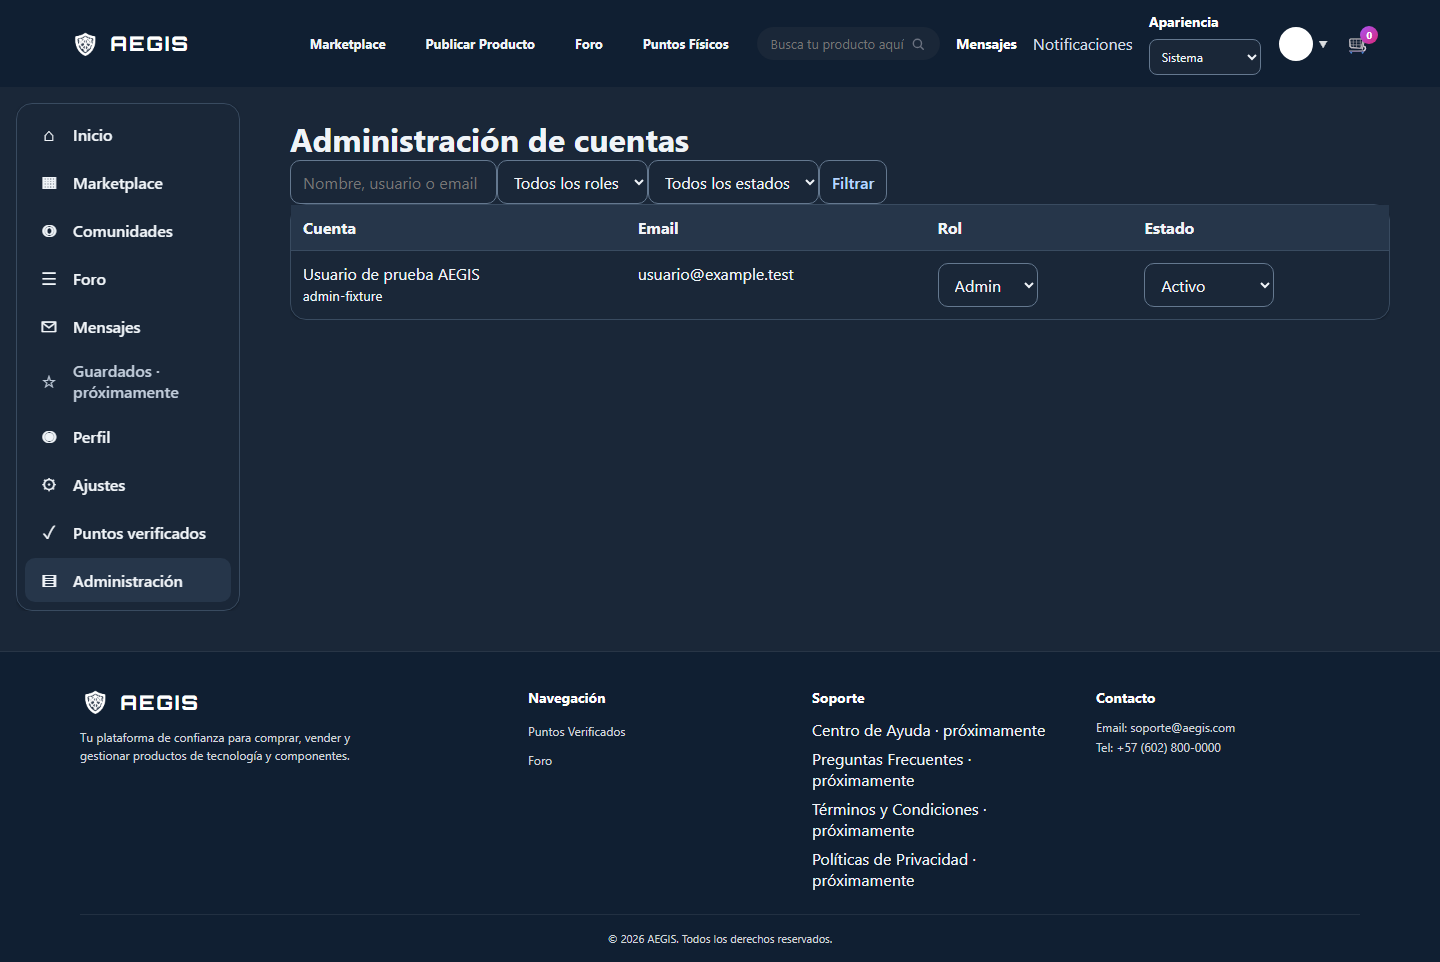 AEGIS
Marketplace
Publicar Producto
Foro
Puntos Físicos
Busca tu producto aquí
Mensajes
Notificaciones
Apariencia
Sistema
0
Inicio
Marketplace
Comunidades
Foro
Mensajes
Guardados ·
próximamente
Perfil
Ajustes
Puntos verificados
Administración
Administración de cuentas
Nombre, usuario o email
Todos los roles
Todos los estados
Filtrar
Cuenta
Email
Rol
Estado
Usuario de prueba AEGIS
admin-fixture
usuario@example.test
Admin
Activo
AEGIS
Tu plataforma de confianza para comprar, vender y
gestionar productos de tecnología y componentes.
Navegación
Puntos Verificados
Foro
Soporte
Centro de Ayuda · próximamente
Preguntas Frecuentes ·
próximamente
Términos y Condiciones ·
próximamente
Políticas de Privacidad ·
próximamente
Contacto
Email: soporte@aegis.com
Tel: +57 (602) 800-0000
© 2026 AEGIS. Todos los derechos reservados.